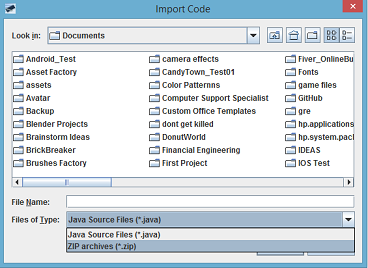 Import Code
Look in: Documents
Android_Test
Asset Factory
assets
Avatar
Backup
Blender Projects
Brainstorm Ideas
BrickBreaker
Brushes Factory
camera effects
CandyTown_Test01
Color Patternns
Computer Support Specialist
Custom Office Templates
dont get killed
DonutWorld
Financial Engineering
First Project
Fiver_OnlineBu
Fonts
game files
GitHub
gre
hp.applications
hp.system.pac
IDEAS
IOS Test
File Name:
Files of Type: Java Source Files (*.java)
Java Source Files (*.java)
ZIP archives (*.zip)